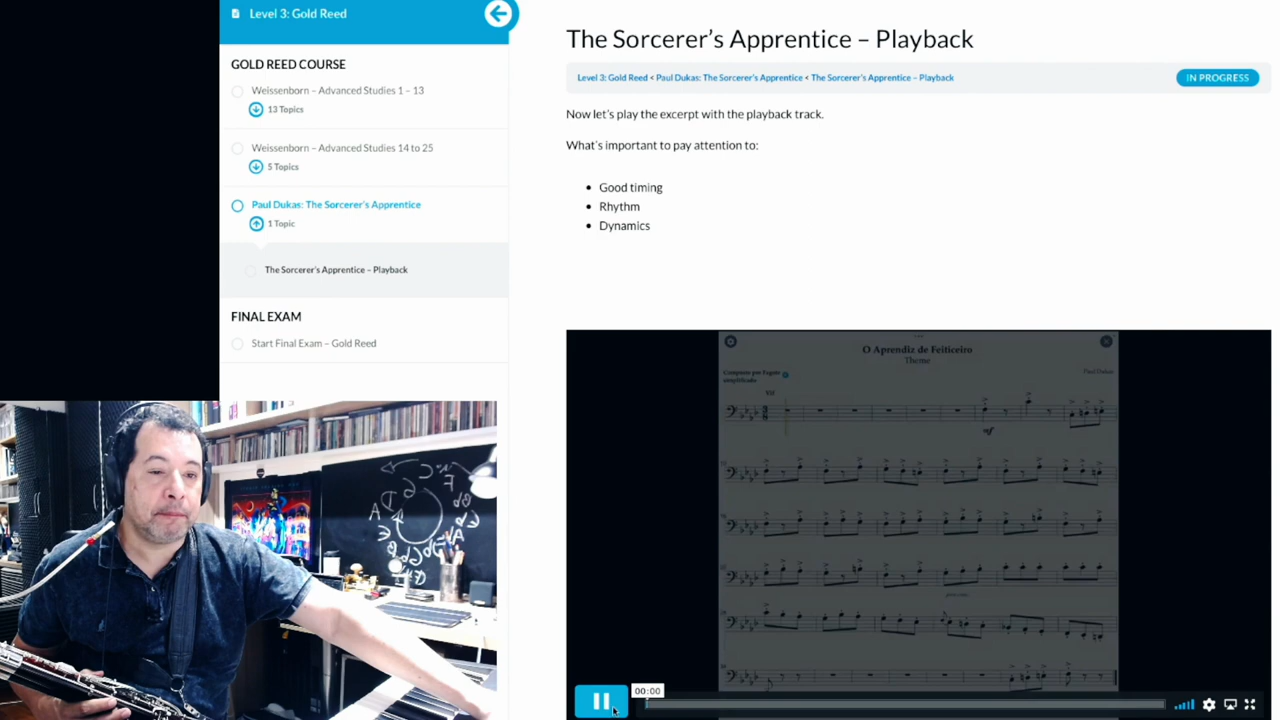 Level 3: Gold Reed
GOLD REED COURSE
Weissenborn – Advanced Studies 1 – 13
13 Topics
Weissenborn – Advanced Studies 14 to 25
5 Topics
Paul Dukas: The Sorcerer's Apprentice
1 Topic
The Sorcerer's Apprentice – Playback
FINAL EXAM
Start Final Exam – Gold Reed
The Sorcerer's Apprentice – Playback
Level 3: Gold Reed < Paul Dukas: The Sorcerer's Apprentice < The Sorcerer's Apprentice – Playback
IN PROGRESS
Now let's play the excerpt with the playback track.
What's important to pay attention to:
• Good timing
• Rhythm
• Dynamics
O Aprendiz de Feiticeiro
Theme
Paul Dukas
mf
00:00